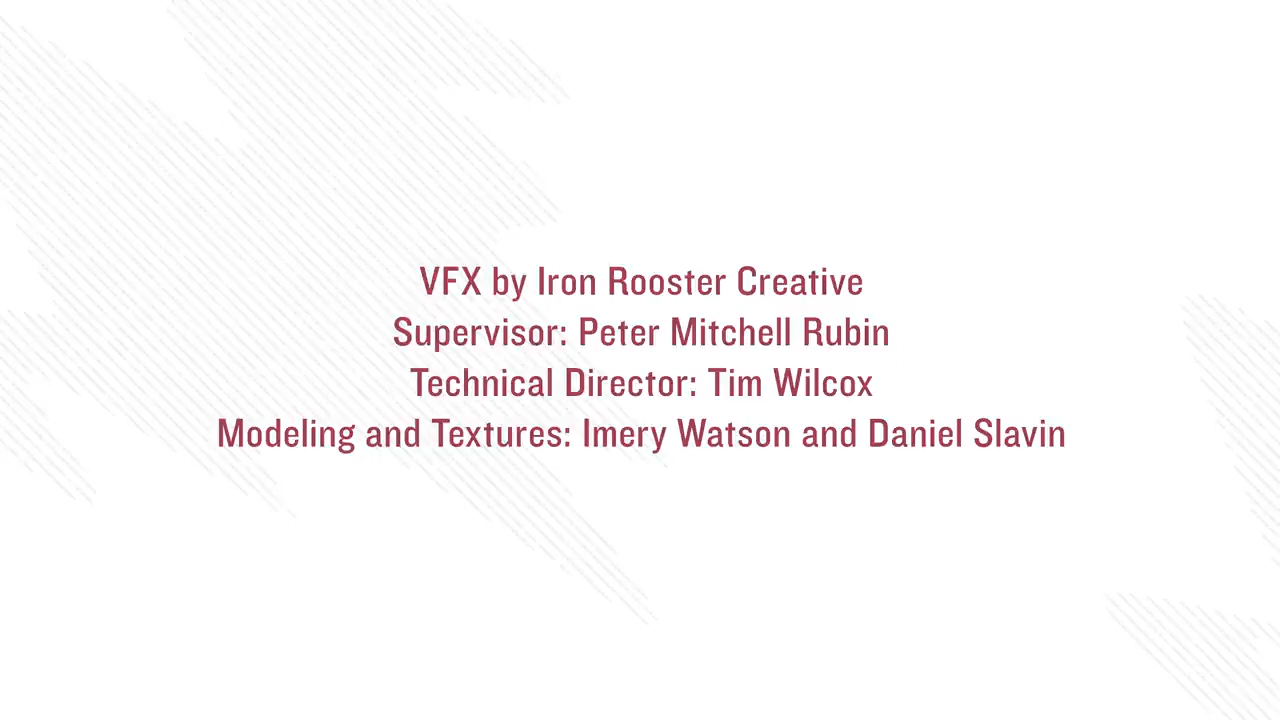 VFX by Iron Rooster Creative
Supervisor: Peter Mitchell Rubin
Technical Director: Tim Wilcox
Modeling and Textures: Imery Watson and Daniel Slavin